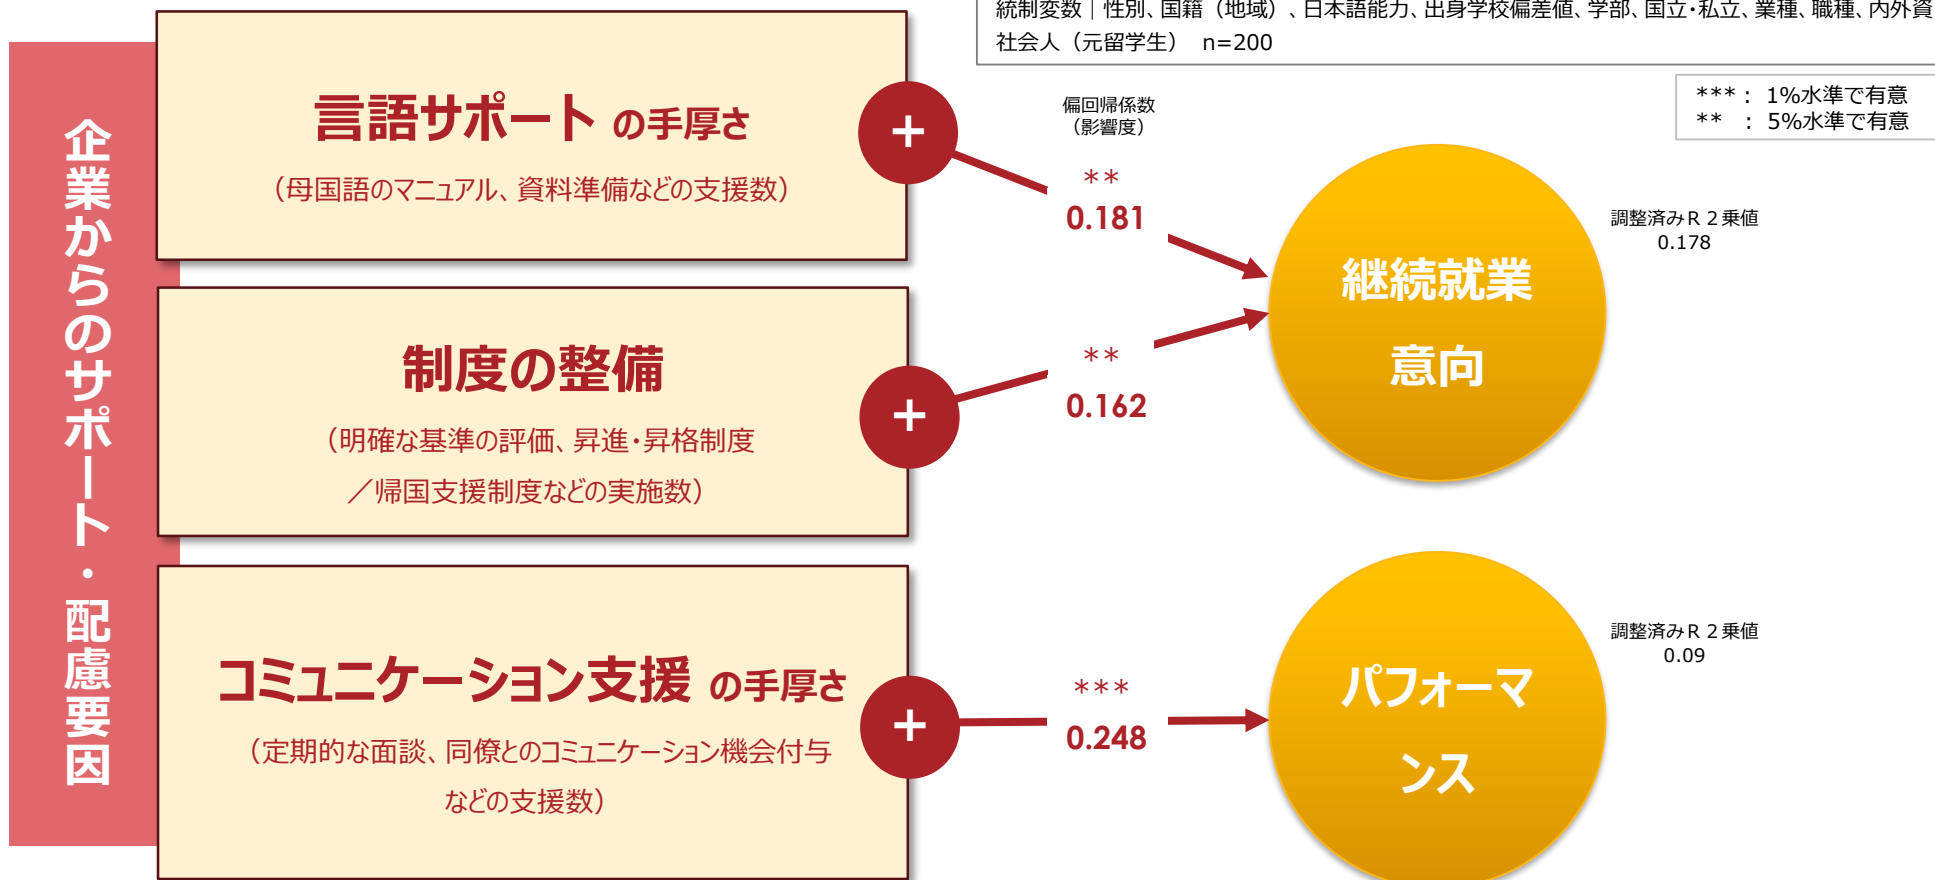 統制変数｜性別、国籍（地域）、日本語能力、出身学校偏差値、学部、国立・私立、業種、職種、内外資
社会人（元留学生） n=200
***： 1%水準で有意
** ： 5%水準で有意
企業からのサポート・配慮要因
言語サポート の手厚さ
（母国語のマニュアル、資料準備などの支援数）
+
制度の整備
（明確な基準の評価、昇進・昇格制度
／帰国支援制度などの実施数）
+
コミュニケーション支援 の手厚さ
（定期的な面談、同僚とのコミュニケーション機会付与
などの支援数）
+
偏回帰係数
（影響度）
**
0.181
**
0.162
***
0.248
継続就業
意向
調整済みＲ２乗値
0.178
パフォーマ
ンス
調整済みＲ２乗値
0.09